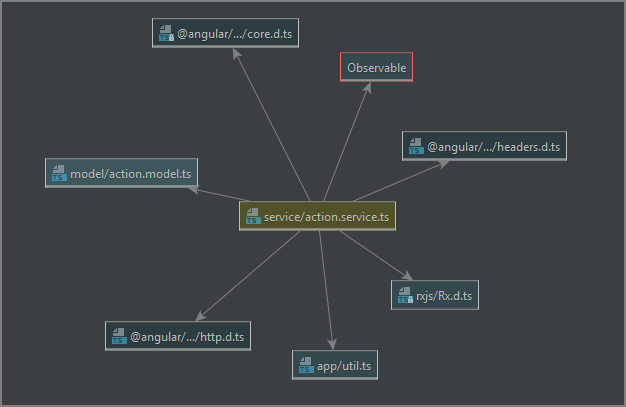 @angular/.../core.d.ts
Observable
@angular/.../headers.d.ts
model/action.model.ts
service/action.service.ts
rxjs/Rx.d.ts
@angular/.../http.d.ts
app/util.ts